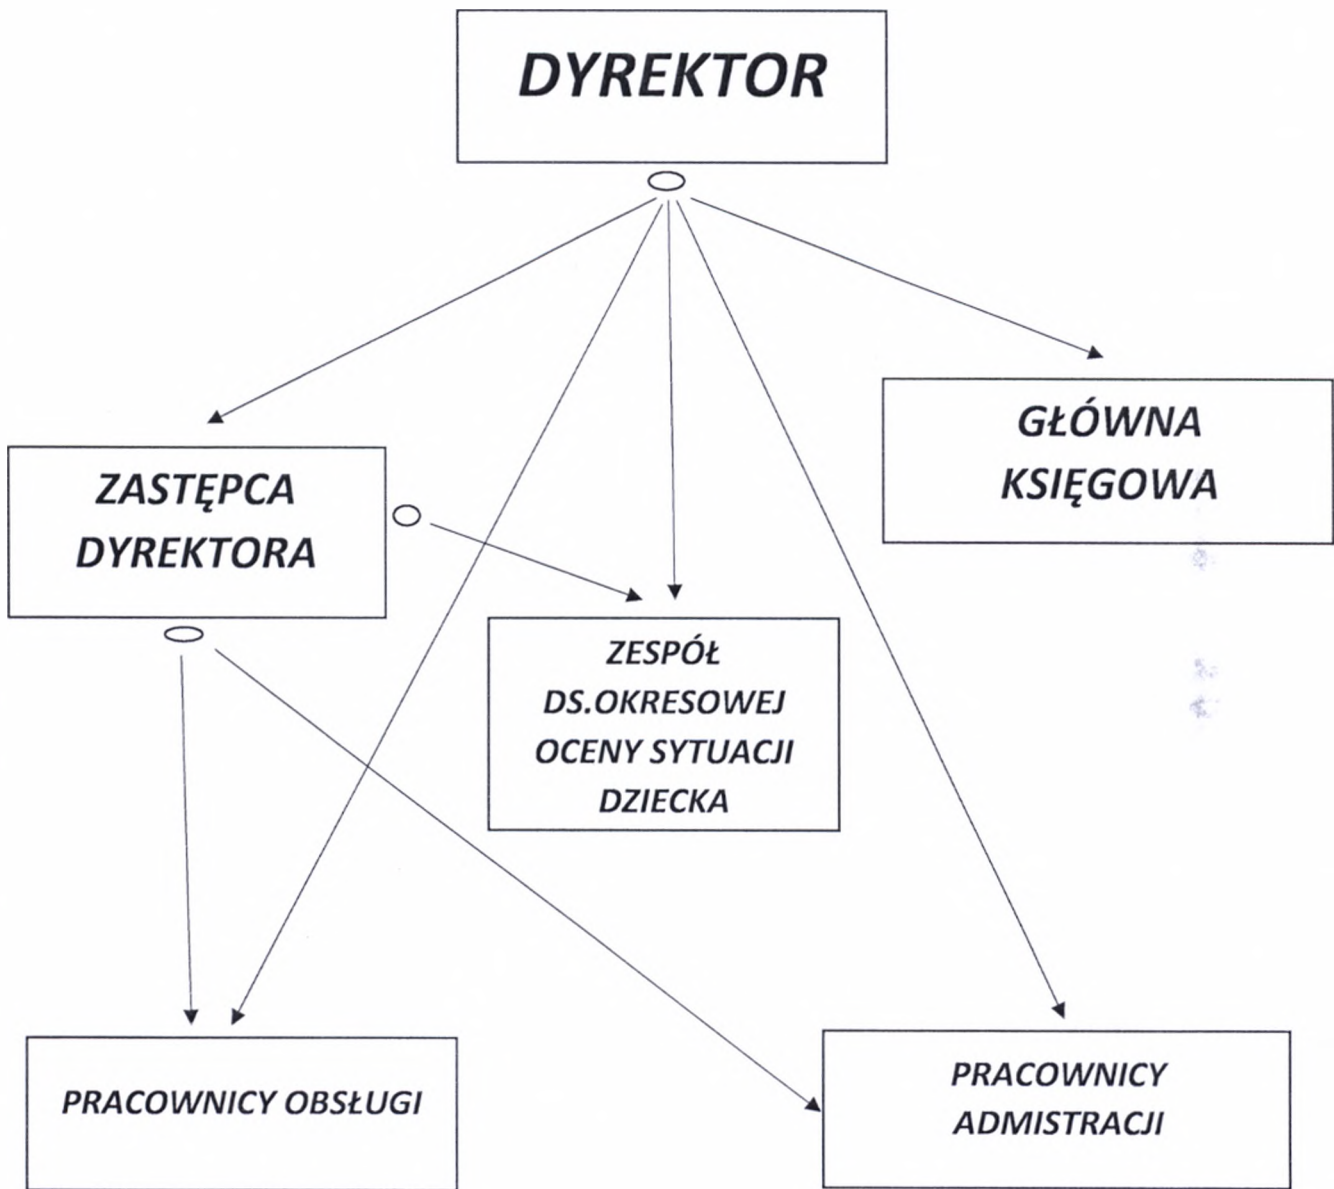 DYREKTOR
GŁÓWNA
KSIĘGOWA
ZASTĘPCA
DYREKTORA
ZESPÓŁ
DS.OKRESOWEJ
OCENY SYTUACJI
DZIECKA
PRACOWNICY OBSŁUGI
PRACOWNICY
ADMISTRACJI